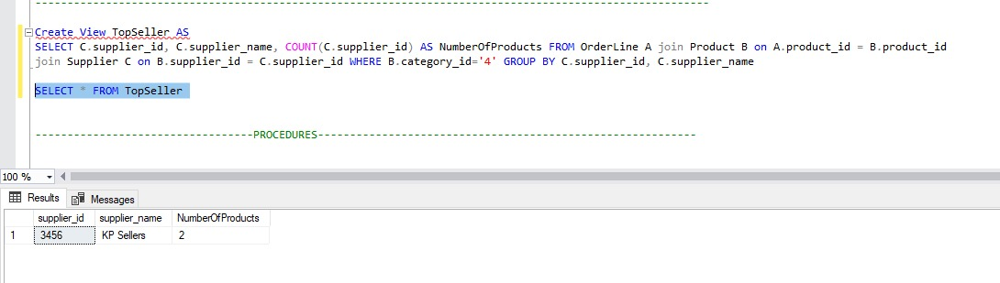 --------------------------------------------------------------------------------------------------------
Create View TopSeller AS
SELECT C.supplier_id, C.supplier_name, COUNT(C.supplier_id) AS NumberOfProducts FROM OrderLine A join Product B on A.product_id = B.product_id
join Supplier C on B.supplier_id = C.supplier_id WHERE B.category_id='4' GROUP BY C.supplier_id, C.supplier_name
SELECT * FROM TopSeller
----------------------------------PROCEDURES-----------------------------------------------------------
100 %
Results Messages
supplier_id supplier_name NumberOfProducts
1 3456 KP Sellers 2